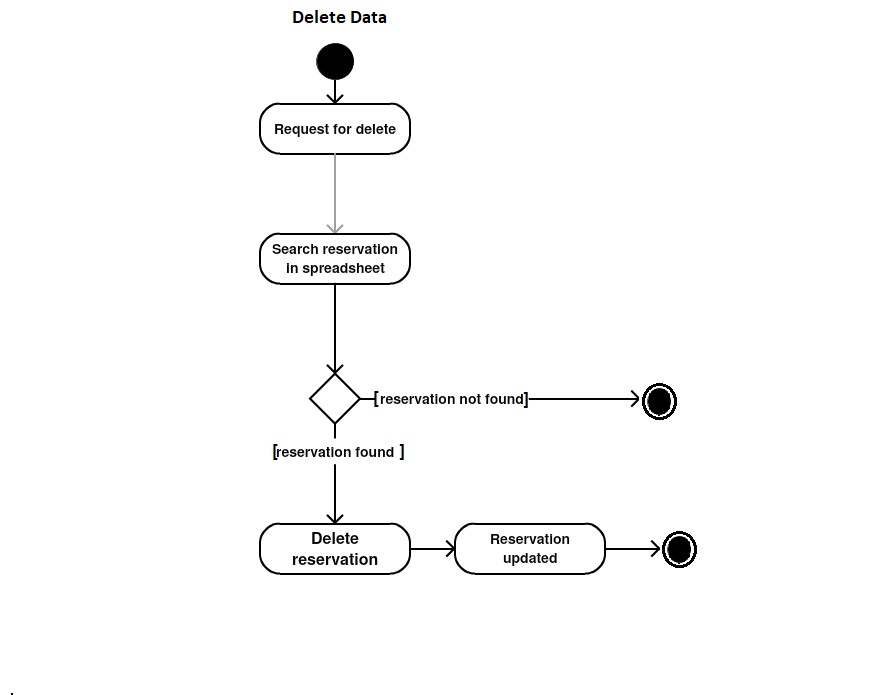 Delete Data
Request for delete
Search reservation
in spreadsheet
[reservation not found]
[reservation found ]
Delete
reservation
Reservation
updated
.